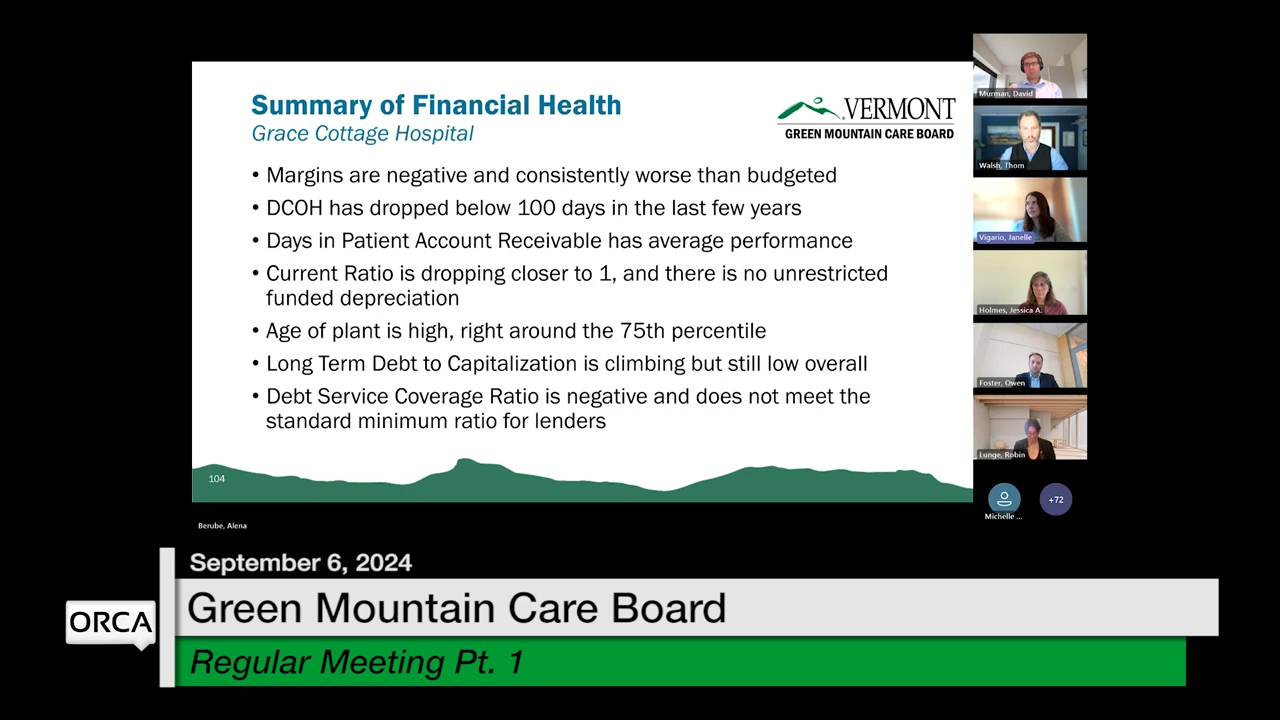 Summary of Financial Health
Grace Cottage Hospital
VERMONT
GREEN MOUNTAIN CARE BOARD
• Margins are negative and consistently worse than budgeted
• DCOH has dropped below 100 days in the last few years
• Days in Patient Account Receivable has average performance
• Current Ratio is dropping closer to 1, and there is no unrestricted
funded depreciation
• Age of plant is high, right around the 75th percentile
• Long Term Debt to Capitalization is climbing but still low overall
• Debt Service Coverage Ratio is negative and does not meet the
standard minimum ratio for lenders
104
Berube, Alena
Murman, David
Walsh, Thom
Vigario, Janelle
Holmes, Jessica A.
Foster, Owen
Lunge, Robin
Michelle ...
+72
September 6, 2024
ORCA
Green Mountain Care Board
Regular Meeting Pt. 1